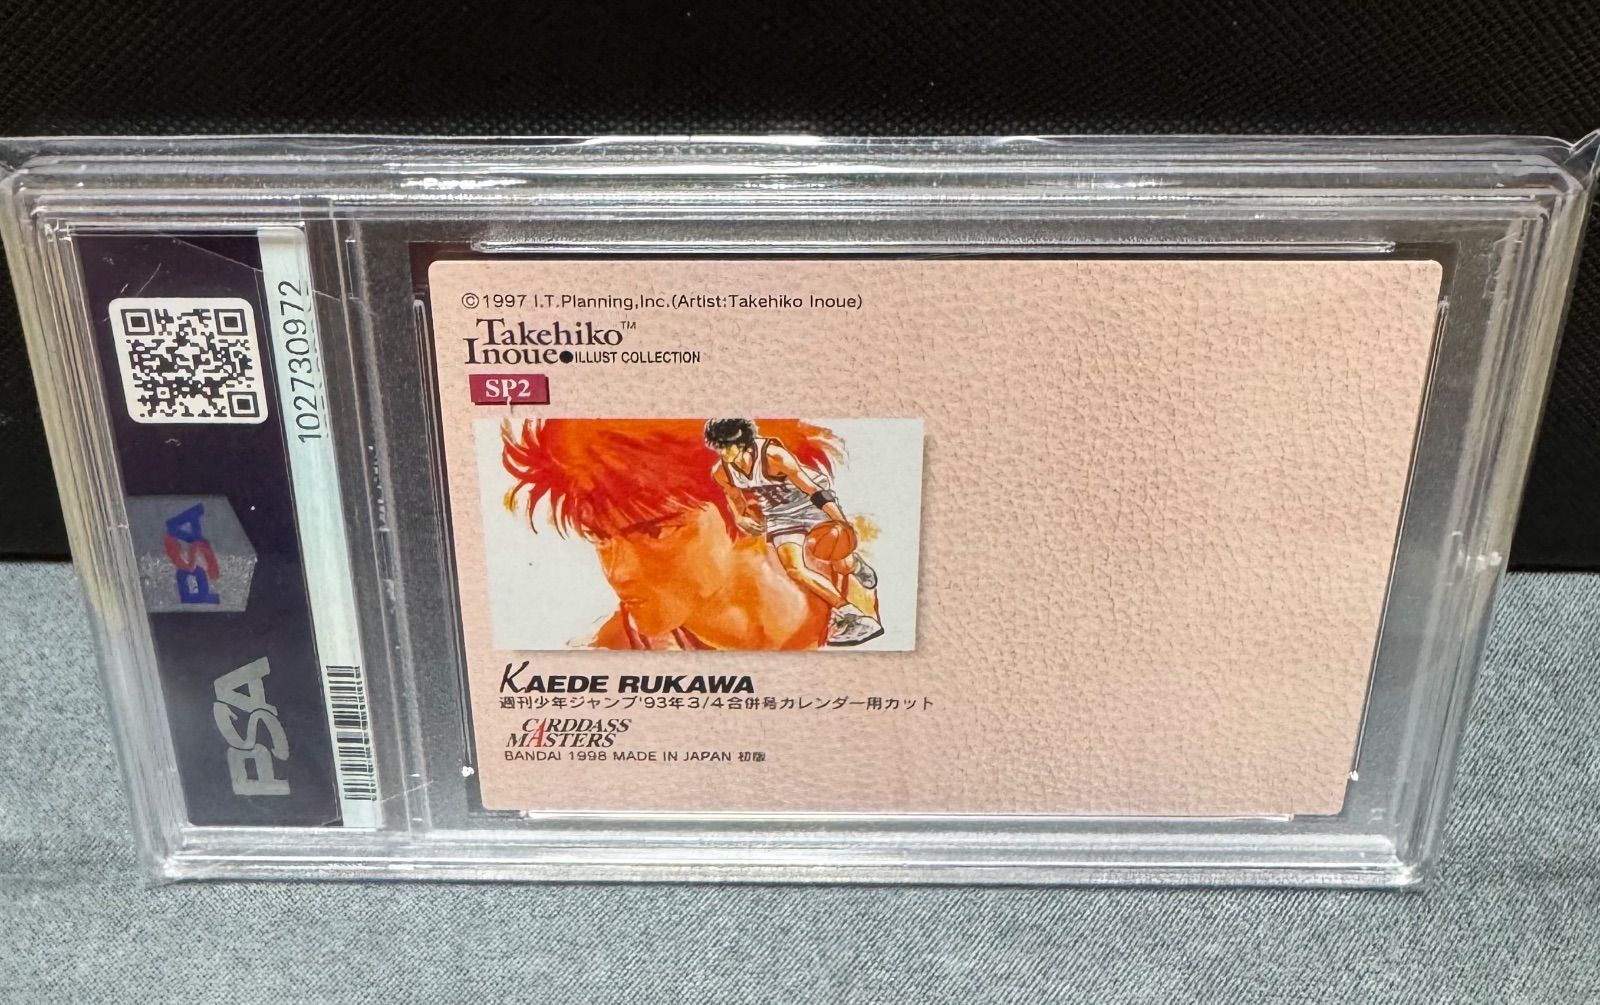 102730972
PSA
PSA
©1997 I.T.Planning,Inc.(Artist:Takehiko Inoue)
Takehiko™
Inoue●ILLUST COLLECTION
SP2
KAEDE RUKAWA
週刊少年ジャンプ'93年3/4合併号カレンダー用カット
CARDDASS
MASTERS
BANDAI 1998 MADE IN JAPAN 初版